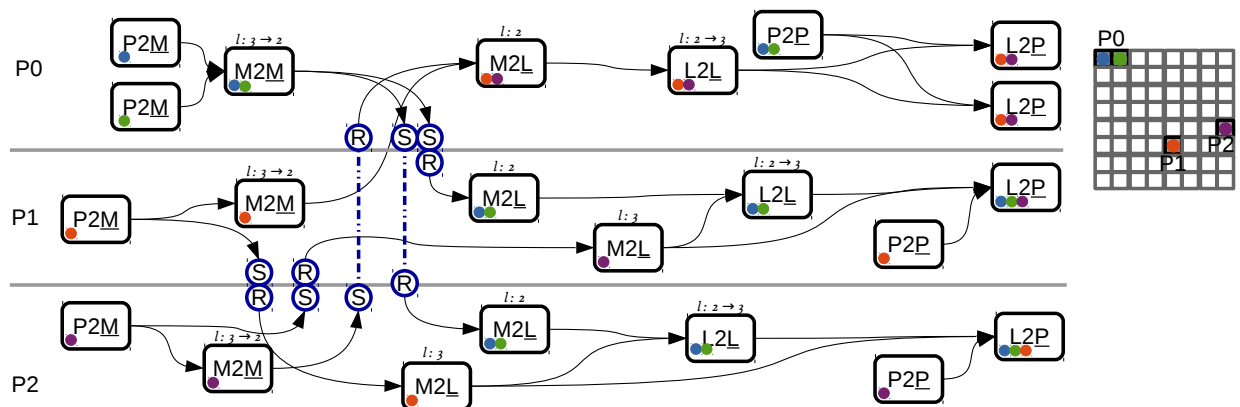 P0
P2M
P2M
l: 3 → 2
M2M
l: 2
M2L
l: 2 → 3
L2L
P2P
L2P
L2P
R
S
S
P1
P2M
l: 3 → 2
M2M
R
l: 2
M2L
l: 3
M2L
l: 2 → 3
L2L
P2P
L2P
S
R
P2
P2M
R
S
S
R
l: 3 → 2
M2M
l: 3
M2L
l: 2
M2L
l: 2 → 3
L2L
P2P
L2P
P0
P2
P1